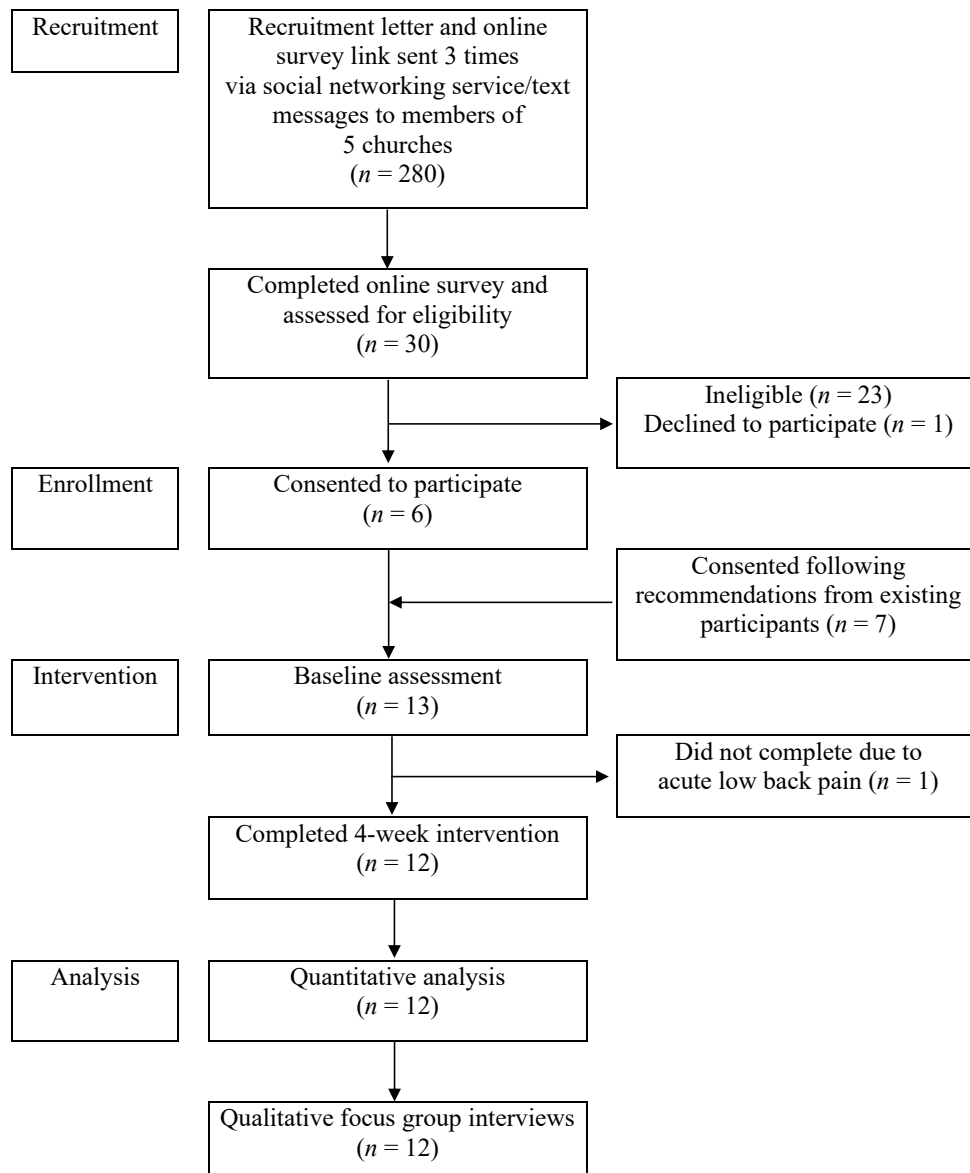 Recruitment
Recruitment letter and online
survey link sent 3 times
via social networking service/text
messages to members of
5 churches
(n = 280)
Completed online survey and
assessed for eligibility
(n = 30)
Ineligible (n = 23)
Declined to participate (n = 1)
Enrollment
Consented to participate
(n = 6)
Consented following
recommendations from existing
participants (n = 7)
Intervention
Baseline assessment
(n = 13)
Did not complete due to
acute low back pain (n = 1)
Completed 4-week intervention
(n = 12)
Analysis
Quantitative analysis
(n = 12)
Qualitative focus group interviews
(n = 12)